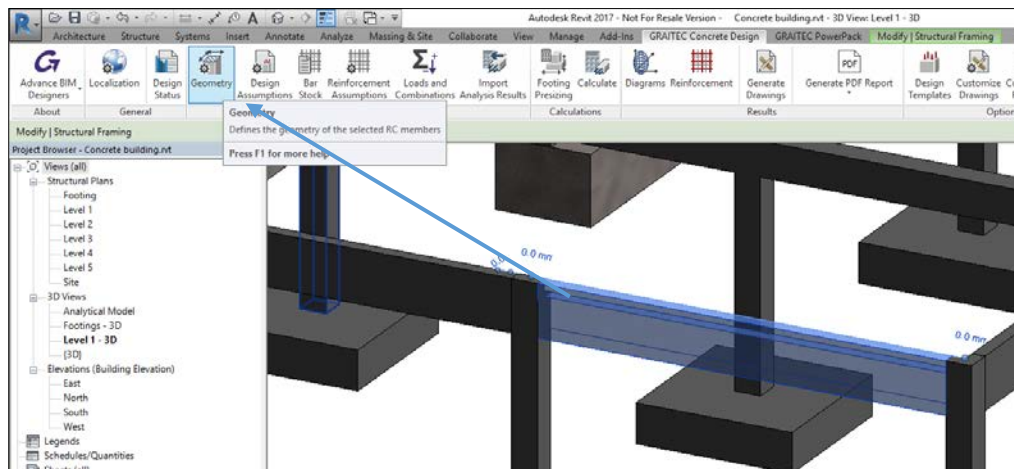 Autodesk Revit 2017 - Not For Resale Version - Concrete building.rvt - 3D View: Level 1 - 3D
Architecture Structure Systems Insert Annotate Analyze Massing & Site Collaborate View Manage Add-Ins GRAITEC Concrete Design GRAITEC PowerPack Modify | Structural Framing
Advance BIM Localization Design Geometry Design Bar Reinforcement Loads and Import Footing Calculate Diagrams Reinforcement Generate Generate PDF Report Design Customize
Designers Status Assumptions Stock Assumptions Combinations Analysis Results Presizing Drawings Templates Drawings
About General Calculations Results
Geometry
Defines the geometry of the selected RC members
Press F1 for more help
Modify | Structural Framing
Project Browser - Concrete building.rvt
Views (all)
Structural Plans
Footing
Level 1
Level 2
Level 3
Level 4
Level 5
Site
3D Views
Analytical Model
Footings - 3D
Level 1 - 3D
{3D}
Elevations (Building Elevation)
East
North
South
West
Legends
Schedules/Quantities
0.0 mm
0.0 m